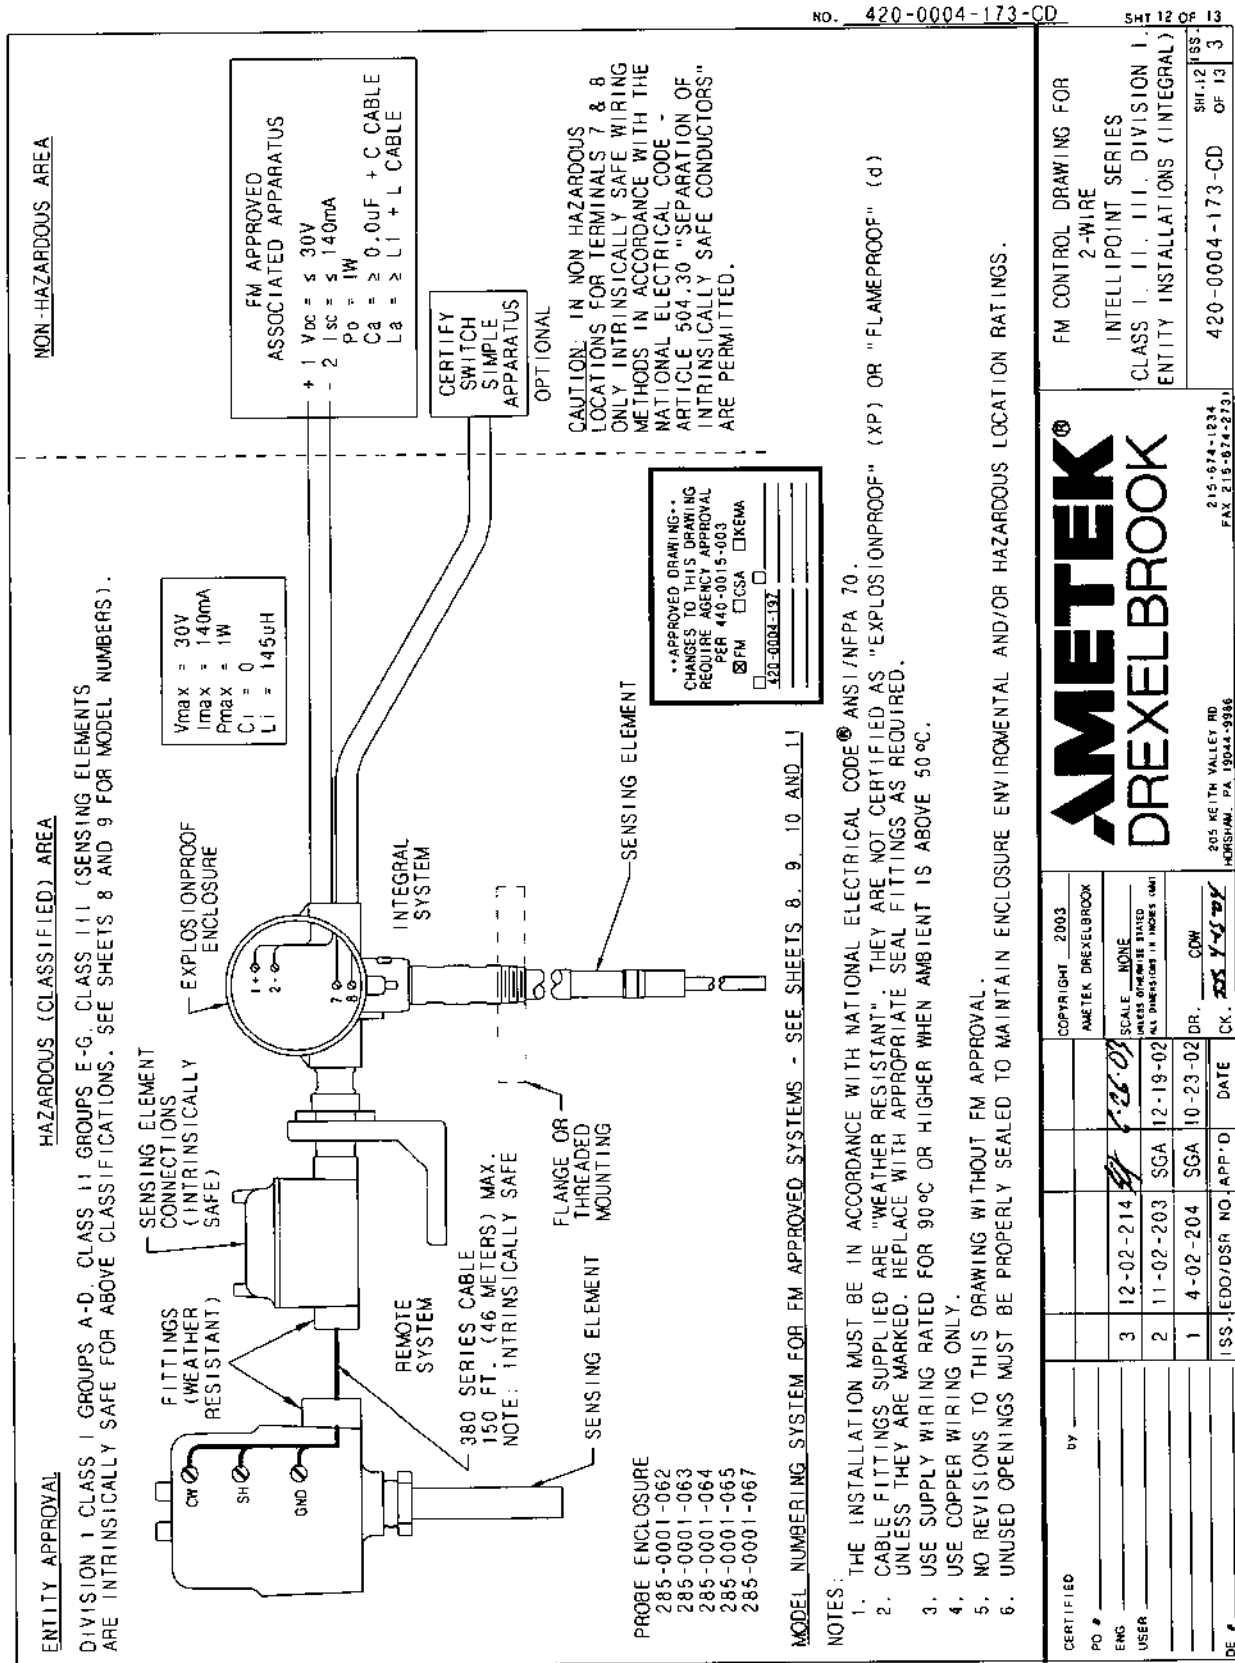 NO. 420-0004-173-CD
SHT 12 OF 13
ENTITY APPROVAL
HAZARDOUS (CLASSIFIED) AREA
NON-HAZARDOUS AREA
DIVISION 1 CLASS I GROUPS A-D, CLASS II GROUPS E-G, CLASS III (SENSING ELEMENTS
ARE INTRINSICALLY SAFE FOR ABOVE CLASSIFICATIONS. SEE SHEETS 8 AND 9 FOR MODEL NUMBERS).
FITTINGS
(WEATHER
RESISTANT)
SENSING ELEMENT
CONNECTIONS
(INTRINSICALLY
SAFE)
EXPLOSIONPROOF
ENCLOSURE
Vmax = 30V
Imax = 140mA
Pmax = 1W
Ci = 0
Li = 145uH
FM APPROVED
ASSOCIATED APPARATUS
+ 1 Voc = ≤ 30V
- 2 Isc = ≤ 140mA
Po = 1W
Ca = ≥ 0.0uF + C CABLE
La = ≥ Li + L CABLE
CW
SH
GND
1+
2-
7
8
CERTIFY
SWITCH
SIMPLE
APPARATUS
OPTIONAL
REMOTE
SYSTEM
INTEGRAL
SYSTEM
380 SERIES CABLE
150 FT. (46 METERS) MAX.
NOTE: INTRINSICALLY SAFE
FLANGE OR
THREADED
MOUNTING
SENSING ELEMENT
SENSING ELEMENT
CAUTION: IN NON HAZARDOUS
LOCATIONS FOR TERMINALS 7 & 8
ONLY INTRINSICALLY SAFE WIRING
METHODS IN ACCORDANCE WITH THE
NATIONAL ELECTRICAL CODE -
ARTICLE 504.30 "SEPARATION OF
INTRINSICALLY SAFE CONDUCTORS"
ARE PERMITTED.
PROBE ENCLOSURE
285-0001-062
285-0001-063
285-0001-064
285-0001-065
285-0001-067
**APPROVED DRAWING**
CHANGES TO THIS DRAWING
REQUIRE AGENCY APPROVAL
PER 440-0015-003
☒FM ☐CSA ☐KEMA
☐ ☐
420-0004-197
MODEL NUMBERING SYSTEM FOR FM APPROVED SYSTEMS - SEE SHEETS 8, 9, 10 AND 11
NOTES:
1. THE INSTALLATION MUST BE IN ACCORDANCE WITH NATIONAL ELECTRICAL CODE® ANSI/NFPA 70.
2. CABLE FITTINGS SUPPLIED ARE "WEATHER RESISTANT". THEY ARE NOT CERTIFIED AS "EXPLOSIONPROOF" (XP) OR "FLAMEPROOF" (d)
UNLESS THEY ARE MARKED. REPLACE WITH APPROPRIATE SEAL FITTINGS AS REQUIRED.
3. USE SUPPLY WIRING RATED FOR 90°C OR HIGHER WHEN AMBIENT IS ABOVE 50°C.
4. USE COPPER WIRING ONLY.
5. NO REVISIONS TO THIS DRAWING WITHOUT FM APPROVAL.
6. UNUSED OPENINGS MUST BE PROPERLY SEALED TO MAINTAIN ENCLOSURE ENVIROMENTAL AND/OR HAZARDOUS LOCATION RATINGS.
CERTIFIED by
PO #
ENG
USER
DE #
3 12-02-214
2 11-02-203 SGA 12-19-02
1 4-02-204 SGA 10-23-02
ISS. EDO/DSR NO. APP'D DATE
COPYRIGHT 2003
AMETEK DREXELBROOK
SCALE NONE
UNLESS OTHERWISE STATED
ALL DIMENSIONS IN INCHES (MM)
DR. CDW
CK.
AMETEK®
DREXELBROOK
205 KEITH VALLEY RD
HORSHAM, PA 19044-9986
215-674-1234
FAX 215-674-2731
FM CONTROL DRAWING FOR
2-WIRE
INTELLIPOINT SERIES
CLASS I, II, III, DIVISION 1,
ENTITY INSTALLATIONS (INTEGRAL)
420-0004-173-CD
SHT.12
OF 13
ISS.
3